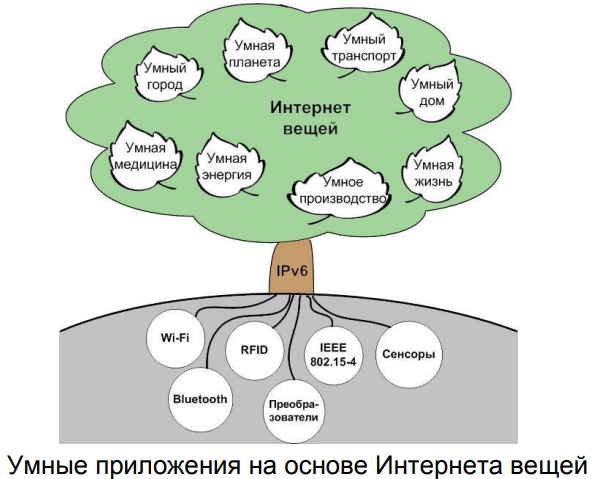 Умная
планета
Умный
транспорт
Умный
город
Умный
дом
Интернет
вещей
Умная
медицина
Умная
энергия
Умное
производство
Умная
жизнь
IPv6
Wi-Fi
RFID
IEEE
802.15-4
Сенсоры
Bluetooth
Преобра-
зователи
Умные приложения на основе Интернета вещей